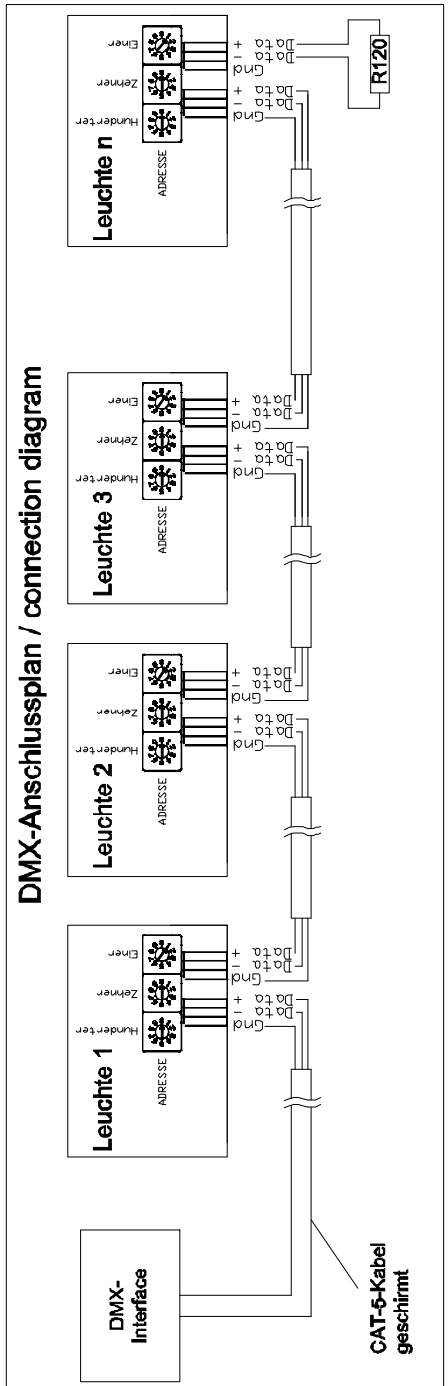 DMX-Anschlussplan / connection diagram
DMX-
Interface
CAT-5-Kabel
geschirmt
Leuchte 1
Hunderter
Zehner
Einer
ADRESSE
Gnd
Data -
Data +
Gnd
Data -
Data +
Leuchte 2
Hunderter
Zehner
Einer
ADRESSE
Gnd
Data -
Data +
Gnd
Data -
Data +
Leuchte 3
Hunderter
Zehner
Einer
ADRESSE
Gnd
Data -
Data +
Gnd
Data -
Data +
Leuchte n
Hunderter
Zehner
Einer
ADRESSE
Gnd
Data -
Data +
Gnd
Data -
Data +
R120